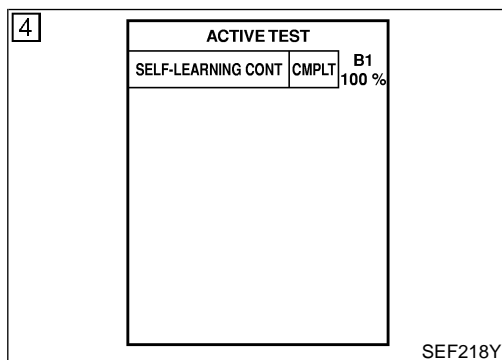 4
ACTIVE TEST
SELF-LEARNING CONT CMPLT B1
100 %
SEF218Y